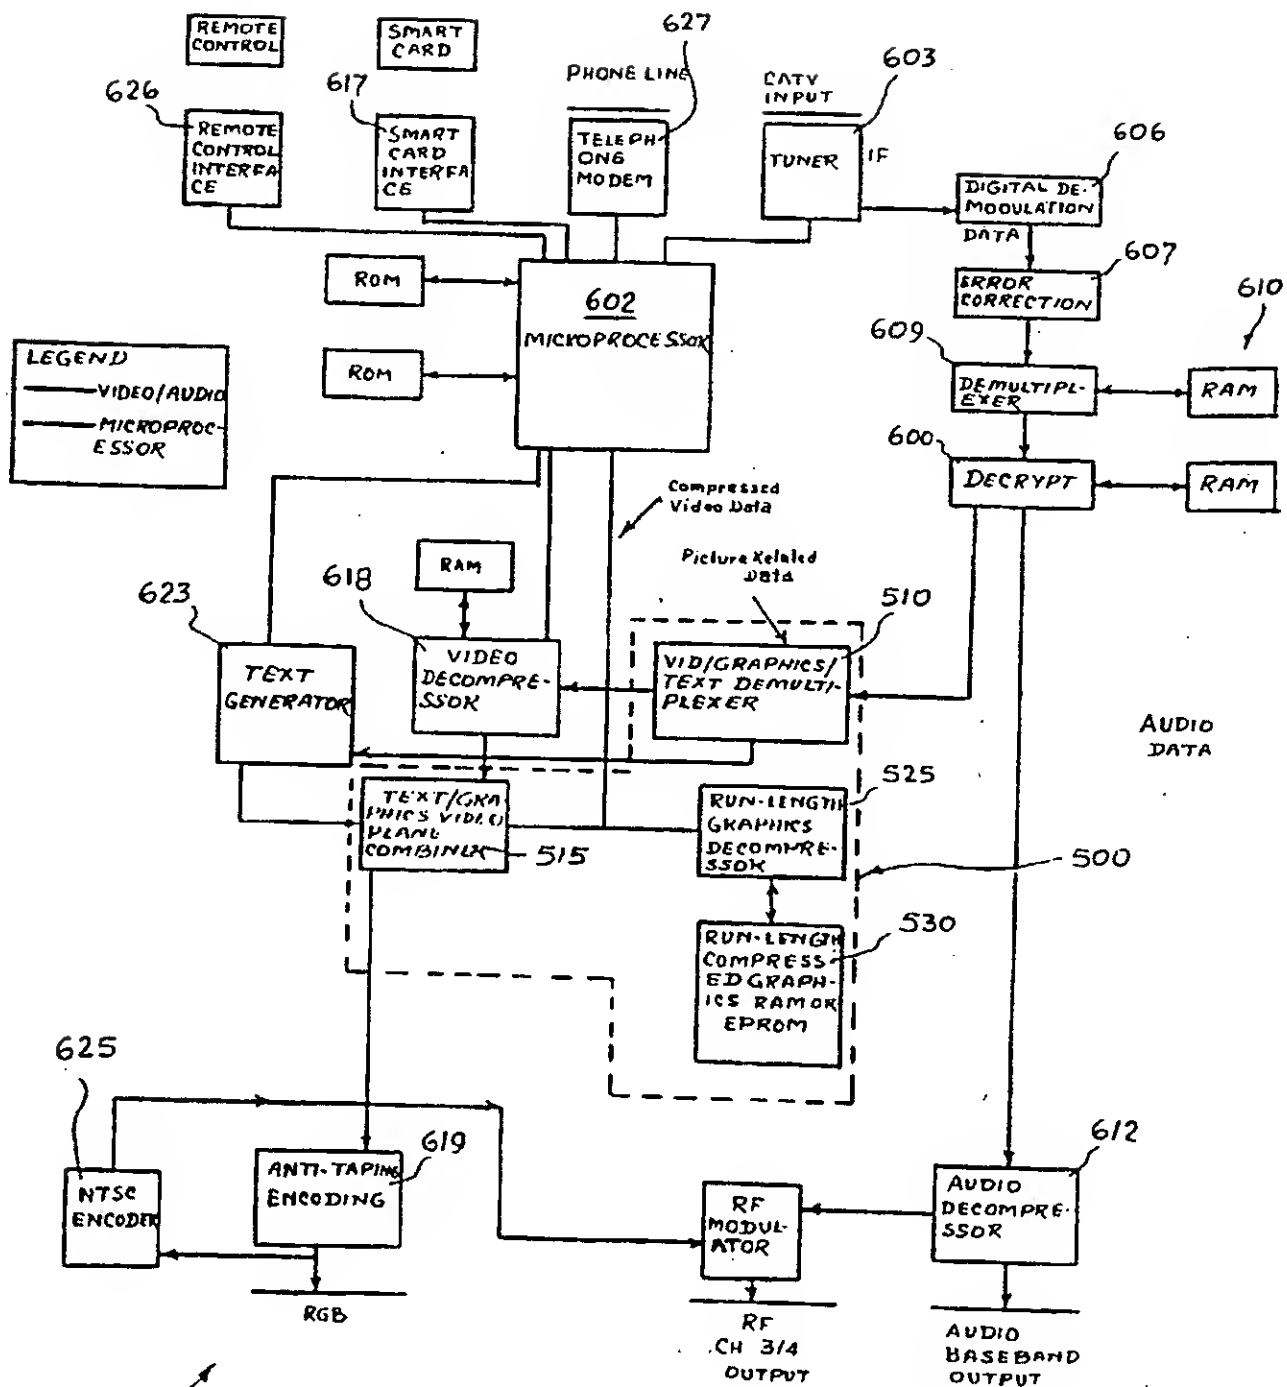 REMOTE
CONTROL
SMART
CARD
627
603
PHONE LINE
CATV
INPUT
626
617
REMOTE
CONTROL
INTERFA
CE
SMART
CARD
INTERFA
CE
TELEPH
ONG
MODEM
TUNER
IF
606
DIGITAL DE-
MODULATION
DATA
607
ERROR
CORRECTION
610
ROM
602
MICROPROCESSOR
609
DEMULTIPL-
EXER
RAM
LEGEND
VIDEO/AUDIO
MICROPROC-
ESSOR
ROM
600
DECRYPT
RAM
Compressed
Video Data
RAM
Picture Related
Data
618
510
623
TEXT
GENERATOR
VIDEO
DECOMPRE-
SSOR
VID/GRAPHICS/
TEXT DEMULTI-
PLEXER
AUDIO
DATA
525
TEXT/GRA
PHICS VIDEO
PLANE
COMBINER
515
RUN-LENGTH
GRAPHICS
DECOMPRE-
SSOR
500
530
RUN-LENGTH
COMPRESS
ED GRAPH-
ICS RAM OR
EPROM
625
619
612
NTSC
ENCODER
ANTI-TAPING
ENCODING
RF
MODUL-
ATOR
AUDIO
DECOMPRE-
SSOR
RGB
RF
CH 3/4
OUTPUT
AUDIO
BASEBAND
OUTPUT